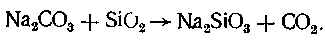 Na₂CO₃ + SiO₂ → Na₂SiO₃ + CO₂.